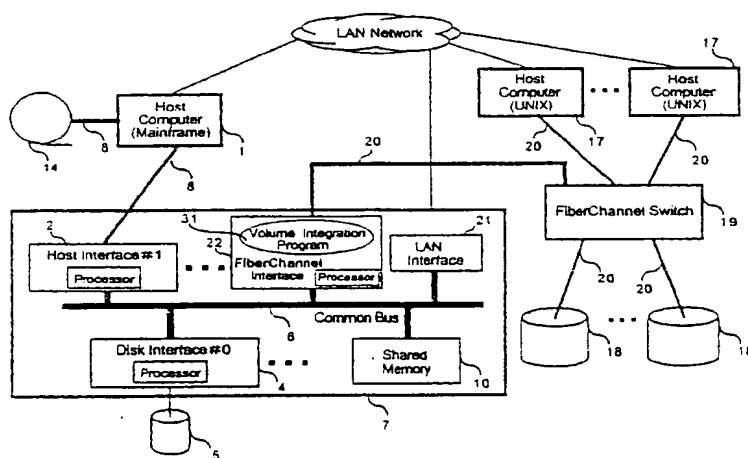 LAN Network
17
Host
Computer
(Mainframe)
Host
Computer
(UNIX)
Host
Computer
(UNIX)
8
14
1
20
17
20
8
20
FiberChannel Switch
19
31
Volume Integration
Program
21
2
22
Host Interface #1
Processor
FiberChannel
Interface
Processor
LAN
Interface
20
20
6
Common Bus
Disk Interface #0
Processor
4
Shared
Memory
10
18
18
7
5